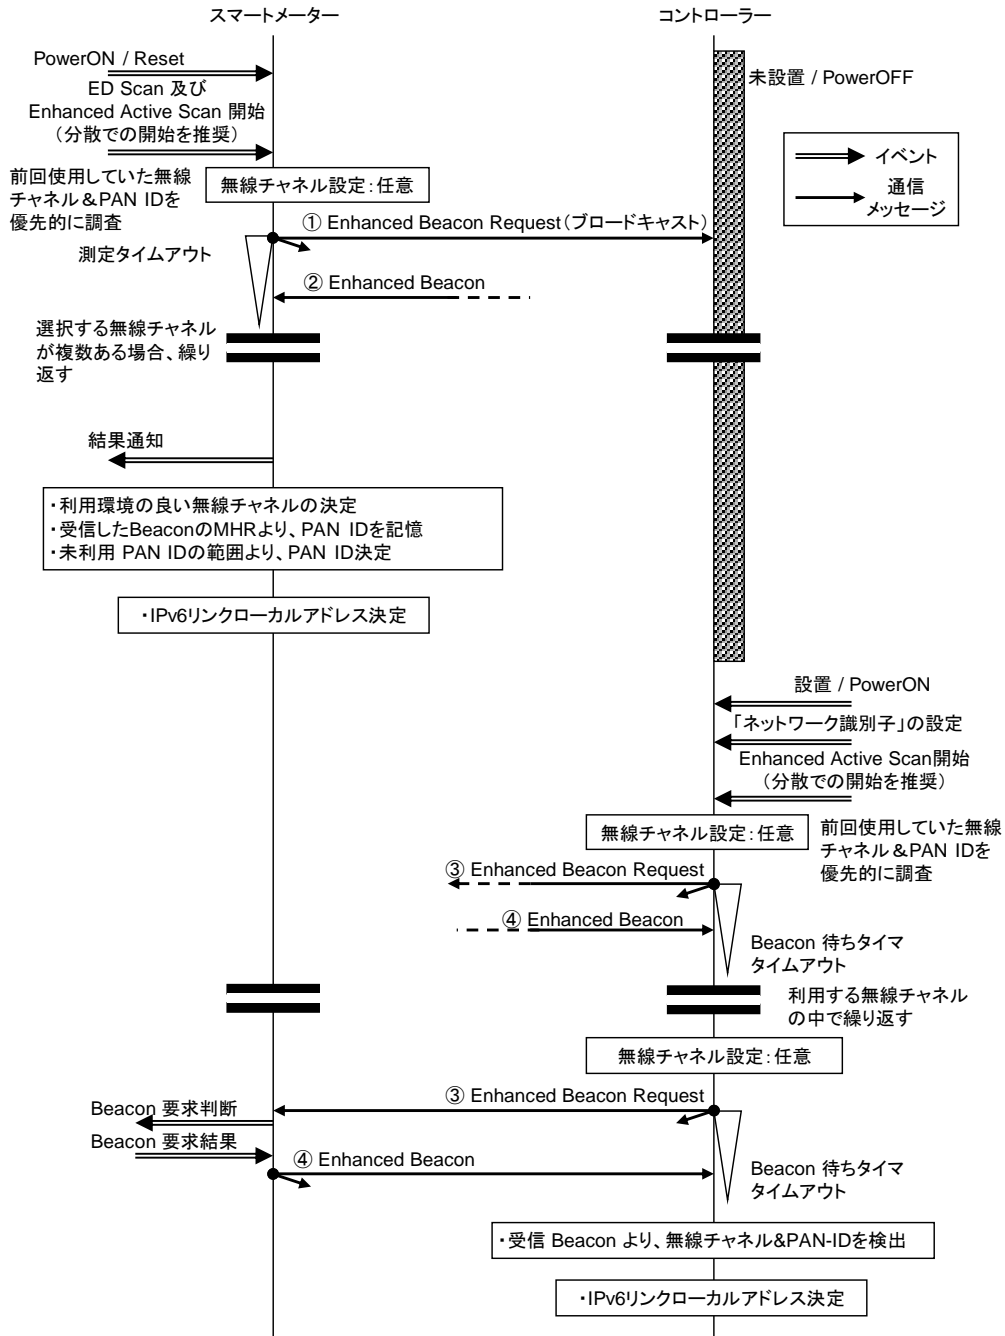 スマートメーター
コントローラー
PowerON / Reset
未設置 / PowerOFF
ED Scan 及び
Enhanced Active Scan 開始
（分散での開始を推奨）
イベント
通信
メッセージ
前回使用していた無線
チャネル＆PAN IDを
優先的に調査
無線チャネル設定：任意
① Enhanced Beacon Request（ブロードキャスト）
測定タイムアウト
② Enhanced Beacon
選択する無線チャネル
が複数ある場合、繰り
返す
結果通知
・利用環境の良い無線チャネルの決定
・受信したBeaconのMHRより、PAN IDを記憶
・未利用 PAN IDの範囲より、PAN ID決定
・IPv6リンクローカルアドレス決定
設置 / PowerON
「ネットワーク識別子」の設定
Enhanced Active Scan開始
（分散での開始を推奨）
無線チャネル設定：任意
前回使用していた無線
チャネル＆PAN IDを
優先的に調査
③ Enhanced Beacon Request
④ Enhanced Beacon
Beacon 待ちタイマ
タイムアウト
利用する無線チャネル
の中で繰り返す
無線チャネル設定：任意
③ Enhanced Beacon Request
Beacon 要求判断
Beacon 要求結果
④ Enhanced Beacon
Beacon 待ちタイマ
タイムアウト
・受信 Beacon より、無線チャネル&PAN-IDを検出
・IPv6リンクローカルアドレス決定